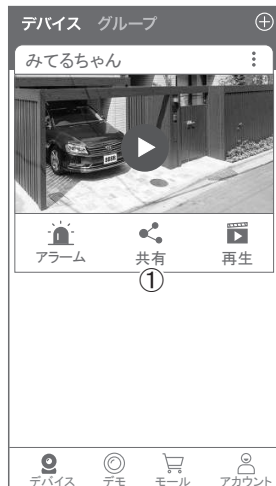 デバイス グループ
みてるちゃん
アラーム 共有 再生
①
デバイス デモ モール アカウント